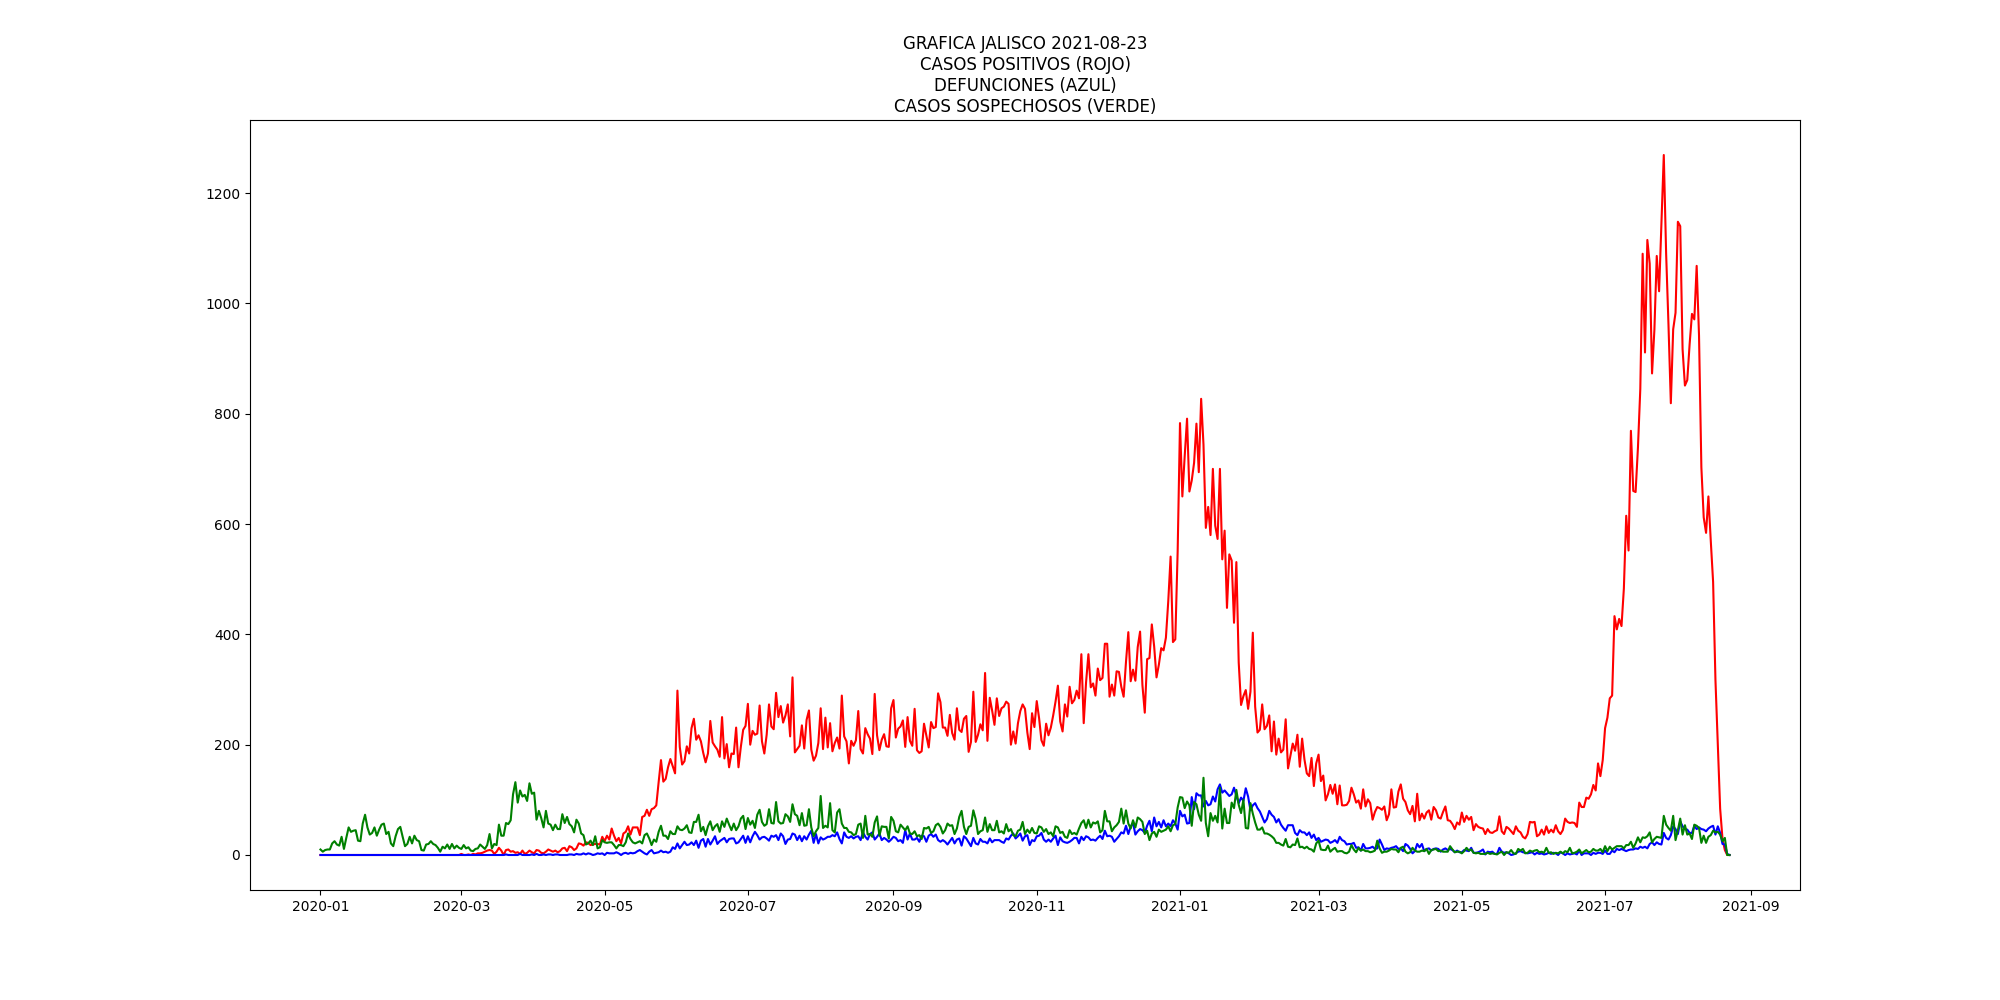 GRAFICA JALISCO 2021-08-23
CASOS POSITIVOS (ROJO)
DEFUNCIONES (AZUL)
CASOS SOSPECHOSOS (VERDE)
1200
1000
800
600
400
200
0
2020-01 2020-03 2020-05 2020-07 2020-09 2020-11 2021-01 2021-03 2021-05 2021-07 2021-09